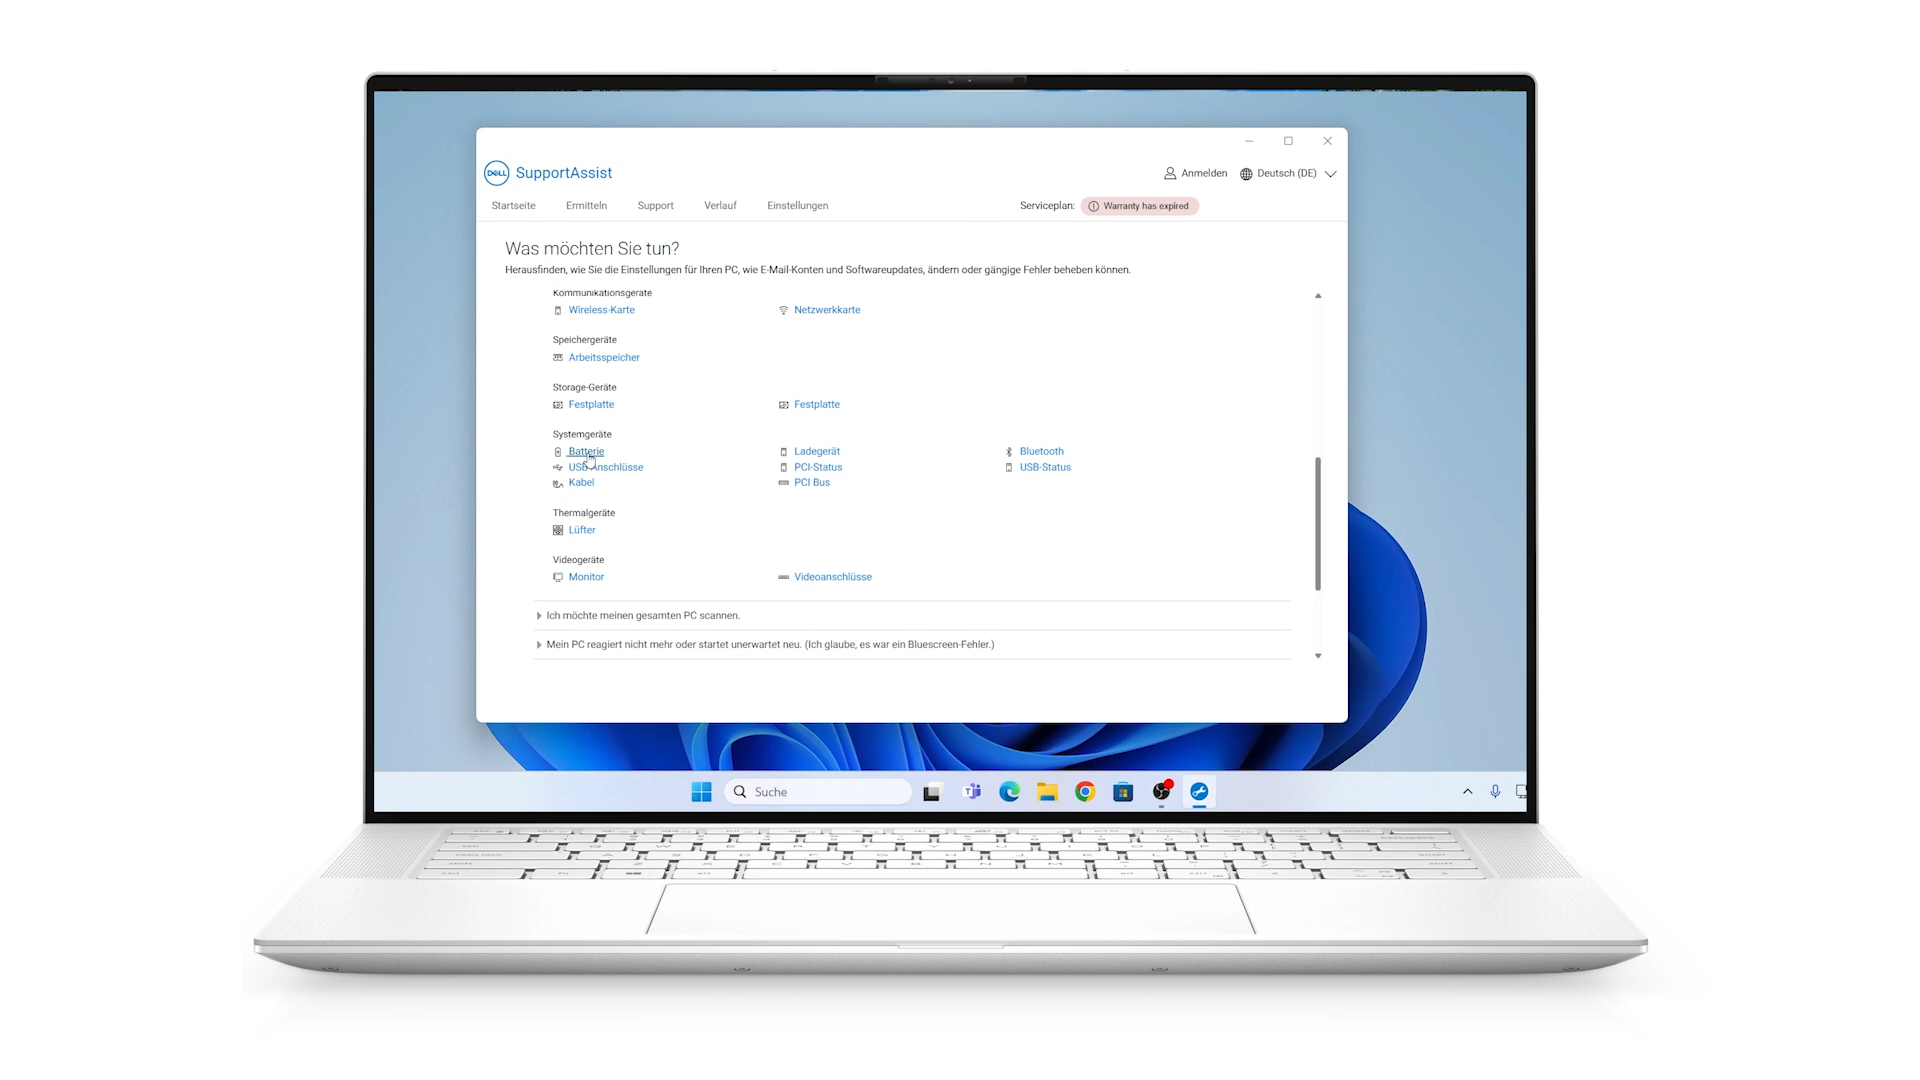 DELL SupportAssist
Anmelden Deutsch (DE)
Startseite Ermitteln Support Verlauf Einstellungen Serviceplan: Warranty has expired
Was möchten Sie tun?
Herausfinden, wie Sie die Einstellungen für Ihren PC, wie E-Mail-Konten und Softwareupdates, ändern oder gängige Fehler beheben können.
Kommunikationsgeräte
Wireless-Karte Netzwerkkarte
Speichergeräte
Arbeitsspeicher
Storage-Geräte
Festplatte Festplatte
Systemgeräte
Batterie Ladegerät Bluetooth
USB-Anschlüsse PCI-Status USB-Status
Kabel PCI Bus
Thermalgeräte
Lüfter
Videogeräte
Monitor Videoanschlüsse
Ich möchte meinen gesamten PC scannen.
Mein PC reagiert nicht mehr oder startet unerwartet neu. (Ich glaube, es war ein Bluescreen-Fehler.)
Suche